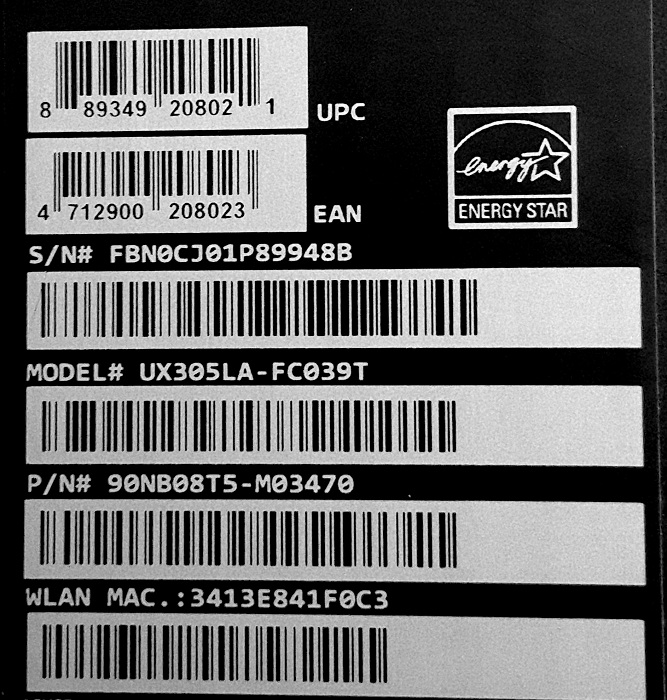 8 89349 20802 1
UPC
4 712900 208023
EAN
energy
ENERGY STAR
S/N# FBN0CJ01P89948B
MODEL# UX305LA-FC039T
P/N# 90NB08T5-M03470
WLAN MAC.:3413E841F0C3